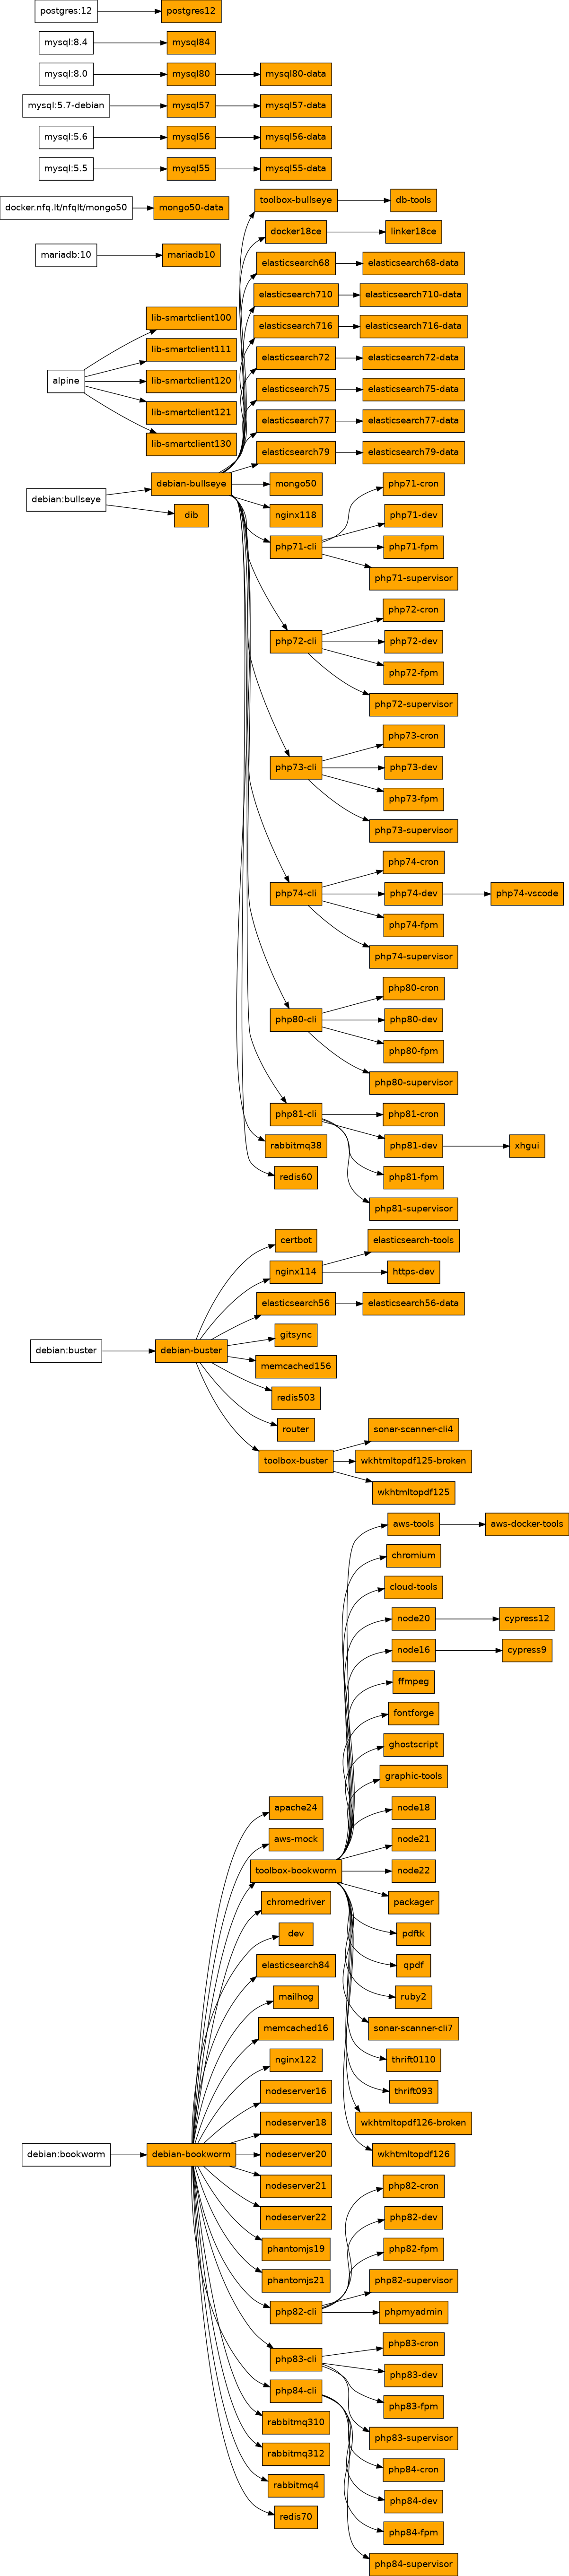 postgres:12
postgres12
mysql:8.4
mysql84
mysql:8.0
mysql80
mysql80-data
mysql:5.7-debian
mysql57
mysql57-data
mysql:5.6
mysql56
mysql56-data
mysql:5.5
mysql55
mysql55-data
docker.nfq.lt/nfqlt/mongo50
mongo50-data
mariadb:10
mariadb10
alpine
lib-smartclient100
lib-smartclient111
lib-smartclient120
lib-smartclient121
lib-smartclient130
debian:bullseye
debian-bullseye
dib
toolbox-bullseye
db-tools
docker18ce
linker18ce
elasticsearch68
elasticsearch68-data
elasticsearch710
elasticsearch710-data
elasticsearch716
elasticsearch716-data
elasticsearch72
elasticsearch72-data
elasticsearch75
elasticsearch75-data
elasticsearch77
elasticsearch77-data
elasticsearch79
elasticsearch79-data
mongo50
nginx118
php71-cli
php71-cron
php71-dev
php71-fpm
php71-supervisor
php72-cli
php72-cron
php72-dev
php72-fpm
php72-supervisor
php73-cli
php73-cron
php73-dev
php73-fpm
php73-supervisor
php74-cli
php74-cron
php74-dev
php74-vscode
php74-fpm
php74-supervisor
php80-cli
php80-cron
php80-dev
php80-fpm
php80-supervisor
php81-cli
php81-cron
php81-dev
xhgui
php81-fpm
php81-supervisor
rabbitmq38
redis60
debian:buster
debian-buster
certbot
nginx114
elasticsearch-tools
https-dev
elasticsearch56
elasticsearch56-data
gitsync
memcached156
redis503
router
toolbox-buster
sonar-scanner-cli4
wkhtmltopdf125-broken
wkhtmltopdf125
debian:bookworm
debian-bookworm
apache24
aws-mock
toolbox-bookworm
aws-tools
aws-docker-tools
chromium
cloud-tools
node20
cypress12
node16
cypress9
ffmpeg
fontforge
ghostscript
graphic-tools
node18
node21
node22
packager
pdftk
qpdf
ruby2
sonar-scanner-cli7
thrift0110
thrift093
wkhtmltopdf126-broken
wkhtmltopdf126
chromedriver
dev
elasticsearch84
mailhog
memcached16
nginx122
nodeserver16
nodeserver18
nodeserver20
nodeserver21
nodeserver22
phantomjs19
phantomjs21
php82-cli
php82-cron
php82-dev
php82-fpm
php82-supervisor
phpmyadmin
php83-cli
php83-cron
php83-dev
php83-fpm
php83-supervisor
php84-cli
php84-cron
php84-dev
php84-fpm
php84-supervisor
rabbitmq310
rabbitmq312
rabbitmq4
redis70